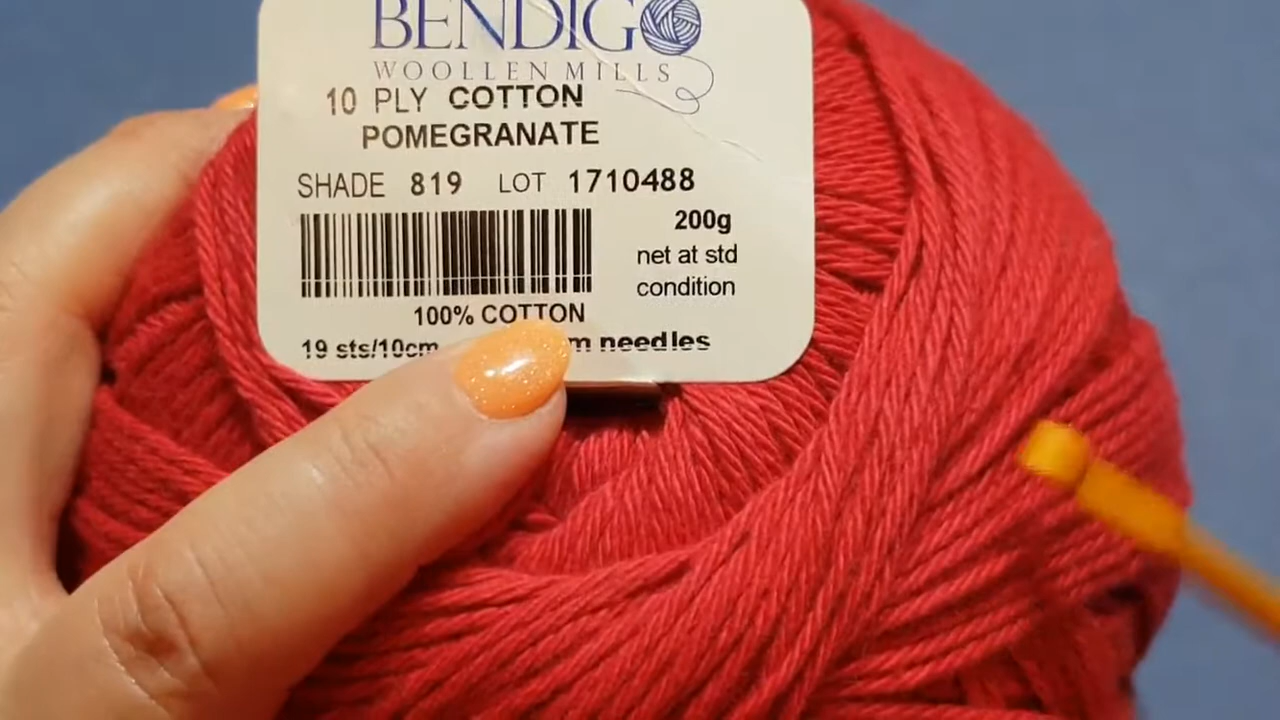 BENDIGO
WOOLLEN MILLS
10 PLY COTTON
POMEGRANATE
SHADE 819 LOT 1710488
200g
net at std
condition
100% COTTON
19 sts/10cm needles